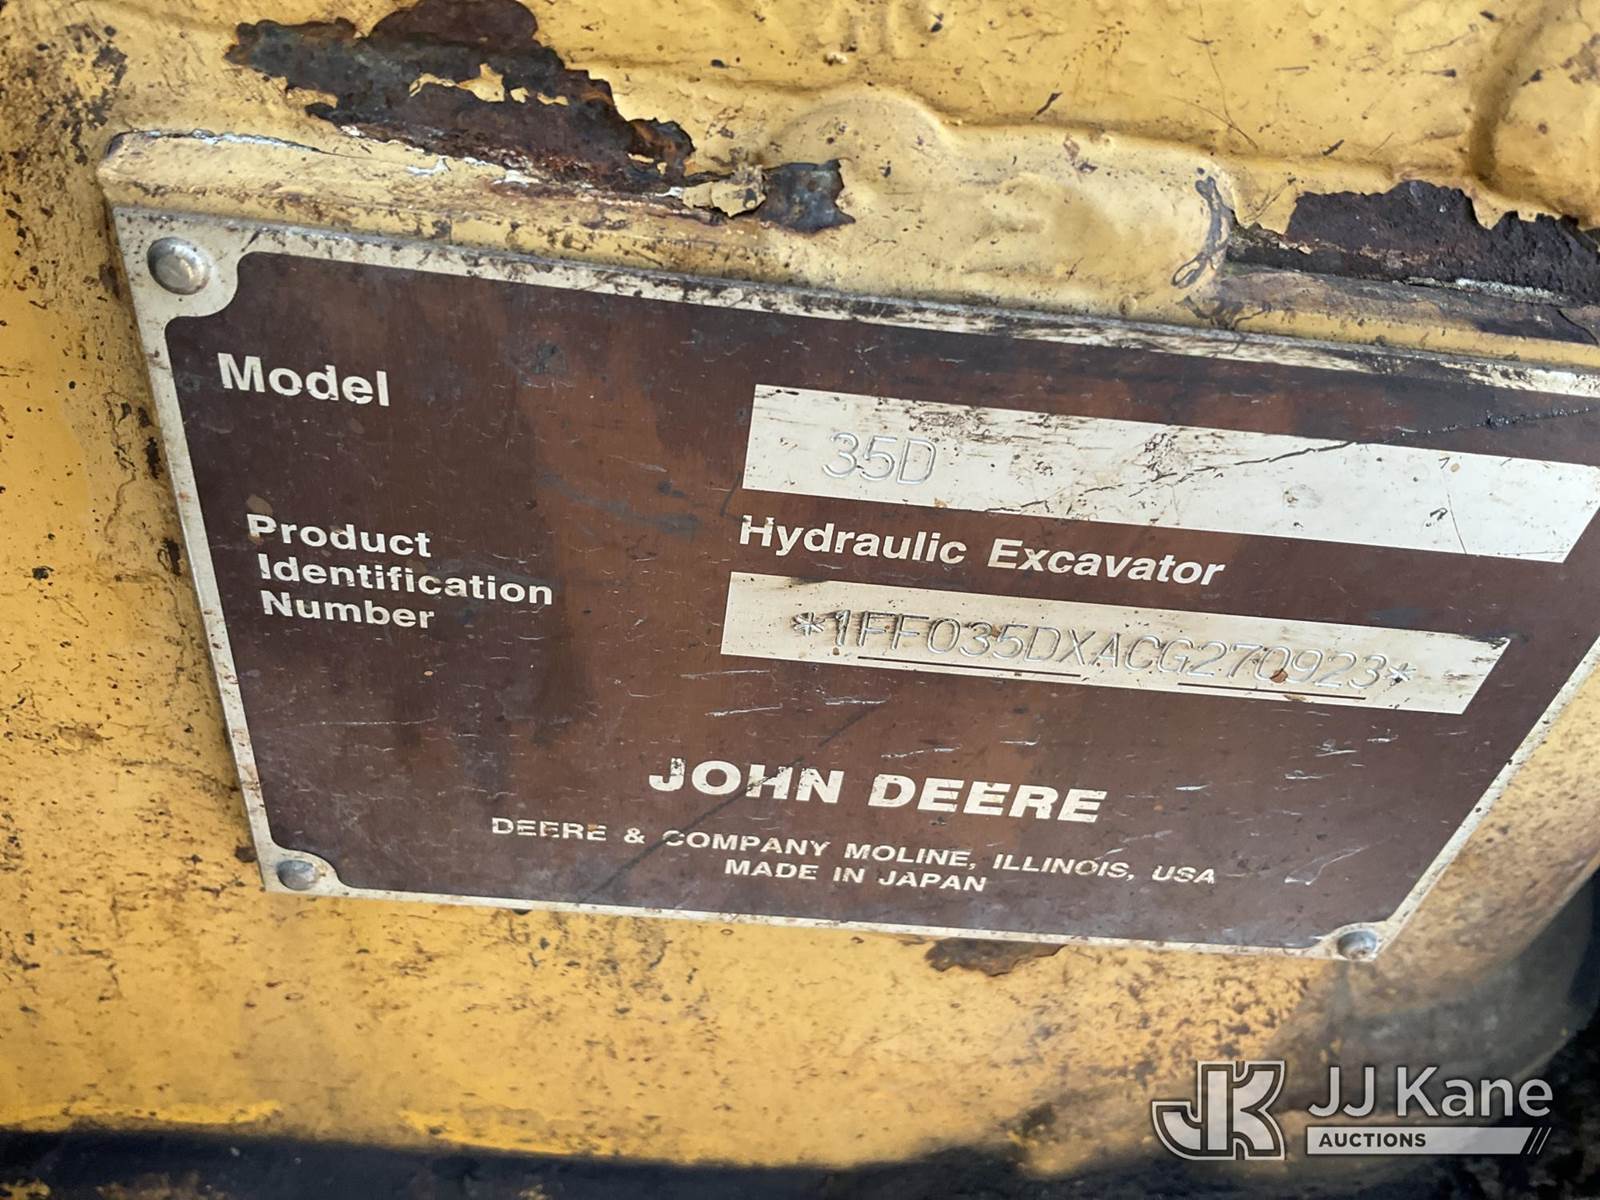 Model
35D
Hydraulic Excavator
Product
Identification
Number
*1FF035DXACG270923*
JOHN DEERE
DEERE & COMPANY MOLINE, ILLINOIS, USA
MADE IN JAPAN
JK JJ Kane
AUCTIONS